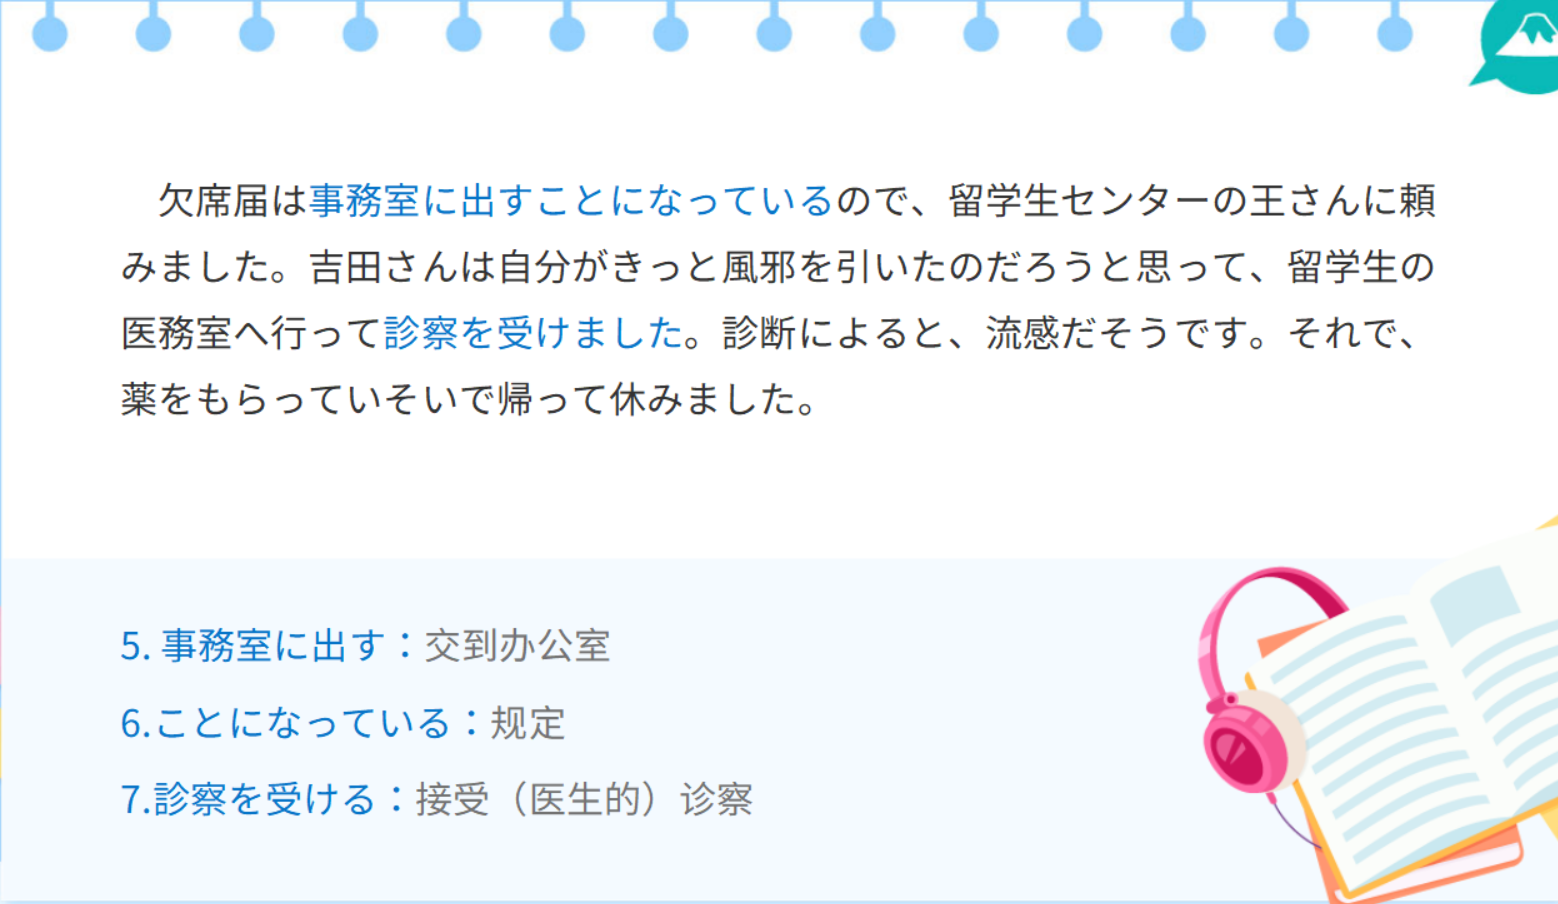 欠席届は事務室に出すことになっているので、留学生センターの王さんに頼
みました。吉田さんは自分がきっと風邪を引いたのだろうと思って、留学生の
医務室へ行って診察を受けました。診断によると、流感だそうです。それで、
薬をもらっていそいで帰って休みました。
5. 事務室に出す：交到办公室
6.ことになっている：规定
7.診察を受ける：接受（医生的）诊察